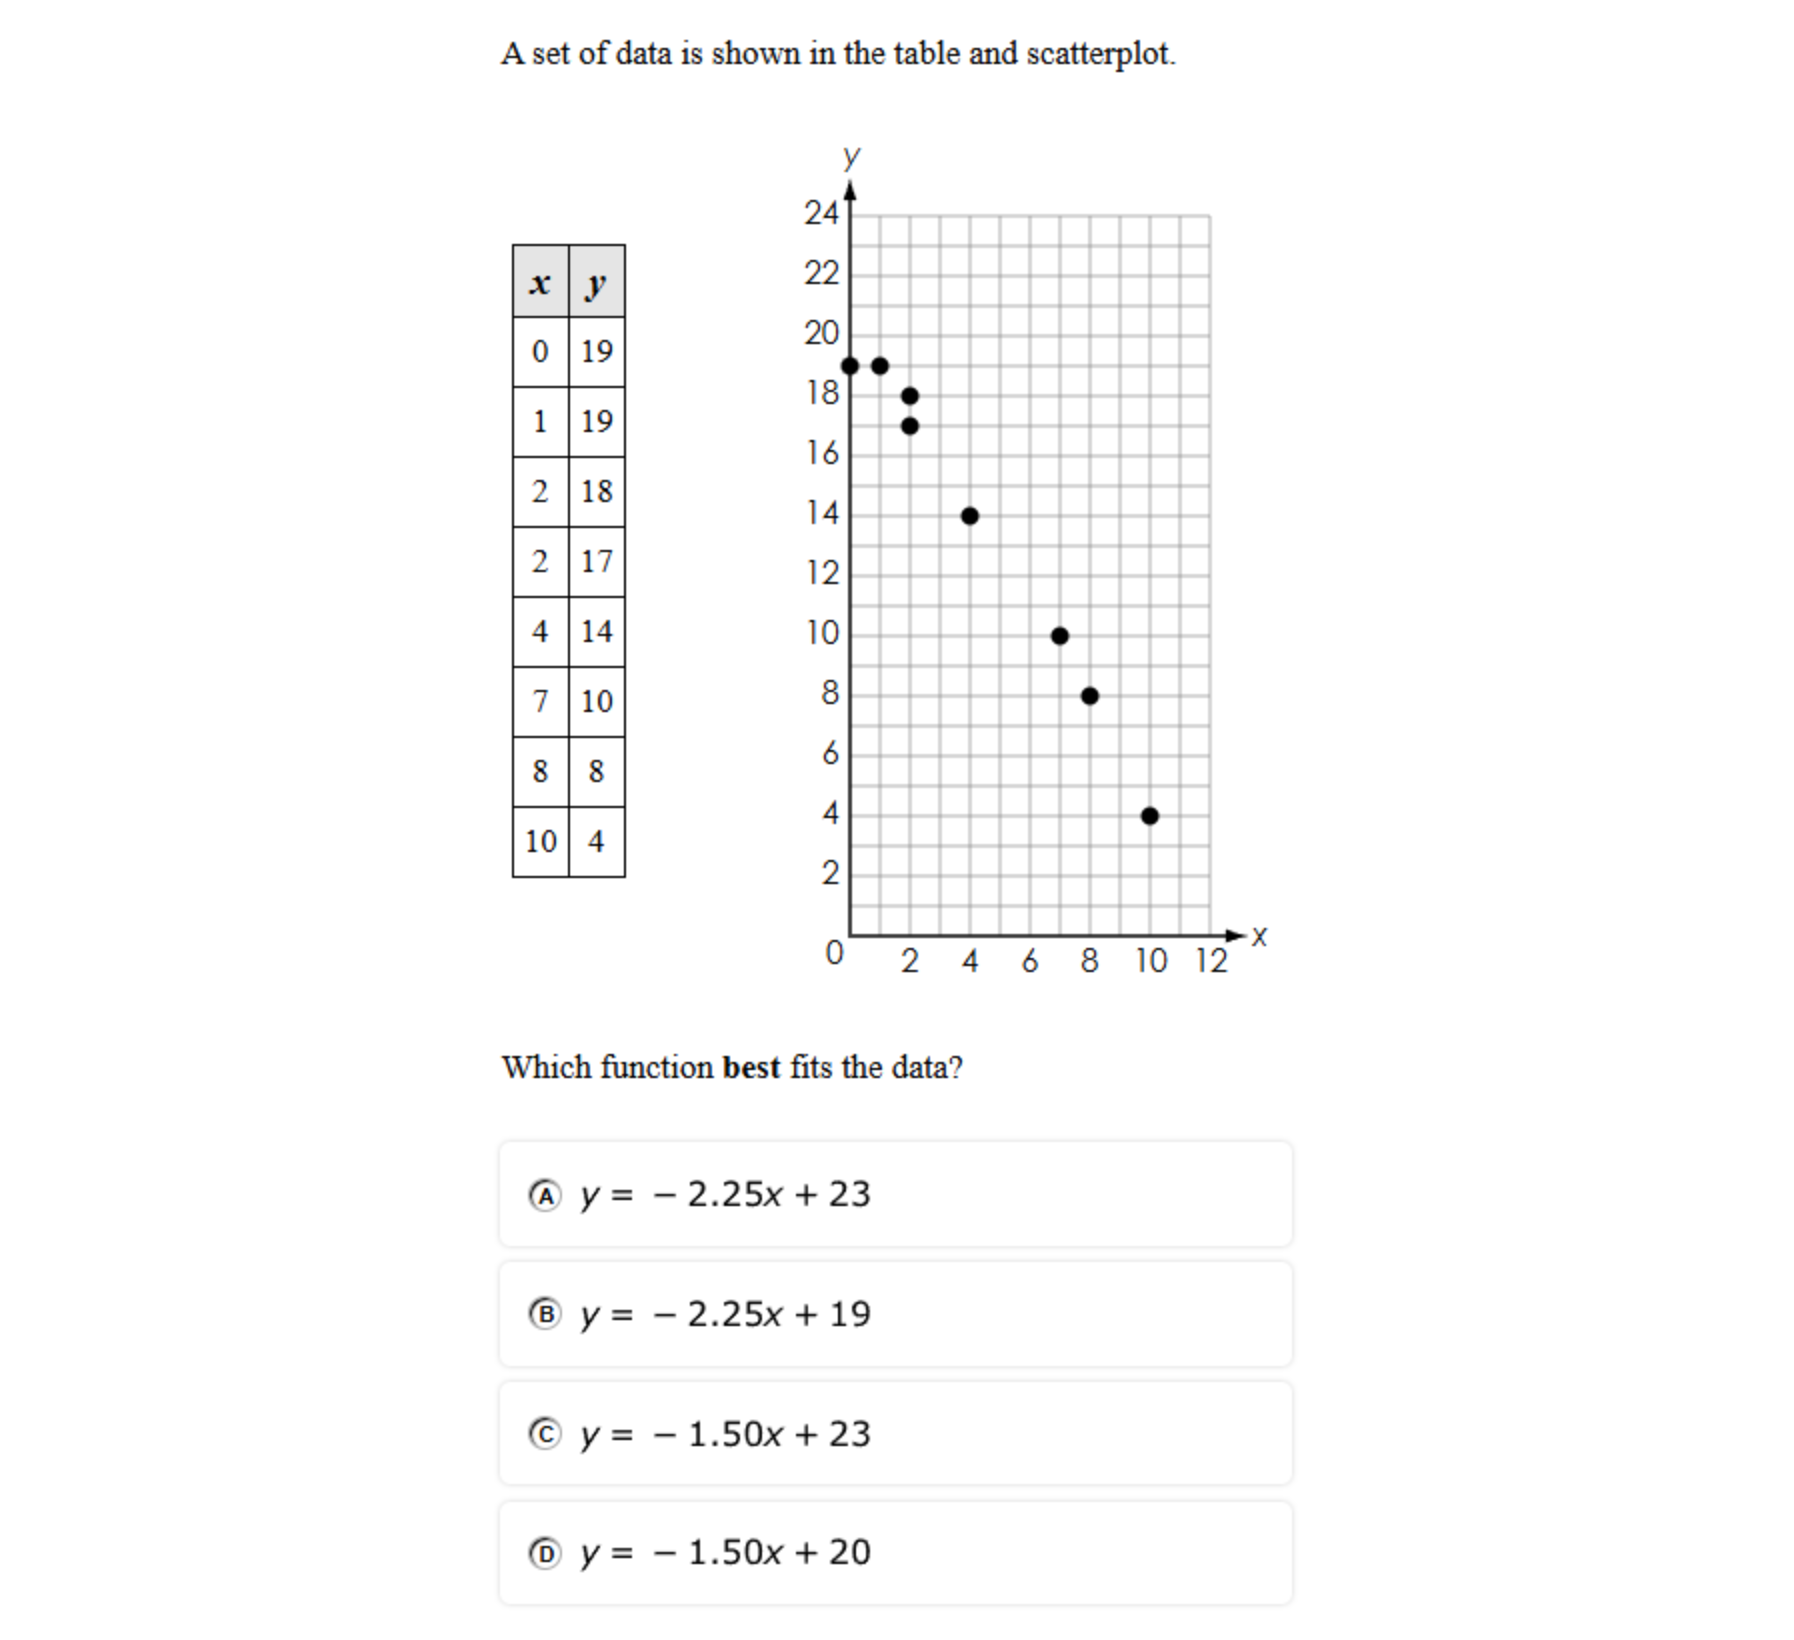 A set of data is shown in the table and scatterplot.
x y
0 19
1 19
2 18
2 17
4 14
7 10
8 8
10 4
y
24
22
20
18
16
14
12
10
8
6
4
2
0 2 4 6 8 10 12 x
Which function best fits the data?
A y = − 2.25x + 23
B y = − 2.25x + 19
C y = − 1.50x + 23
D y = − 1.50x + 20